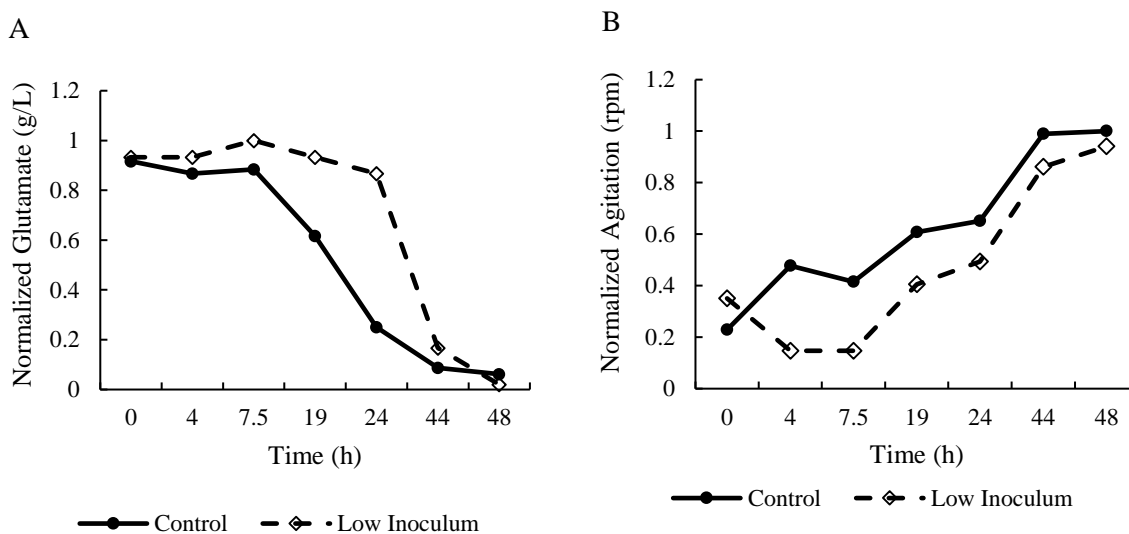 A
Normalized Glutamate (g/L)
1.2
1
0.8
0.6
0.4
0.2
0
0 4 7.5 19 24 44 48
Time (h)
Control Low Inoculum
B
Normalized Agitation (rpm)
1.2
1
0.8
0.6
0.4
0.2
0
0 4 7.5 19 24 44 48
Time (h)
Control Low Inoculum